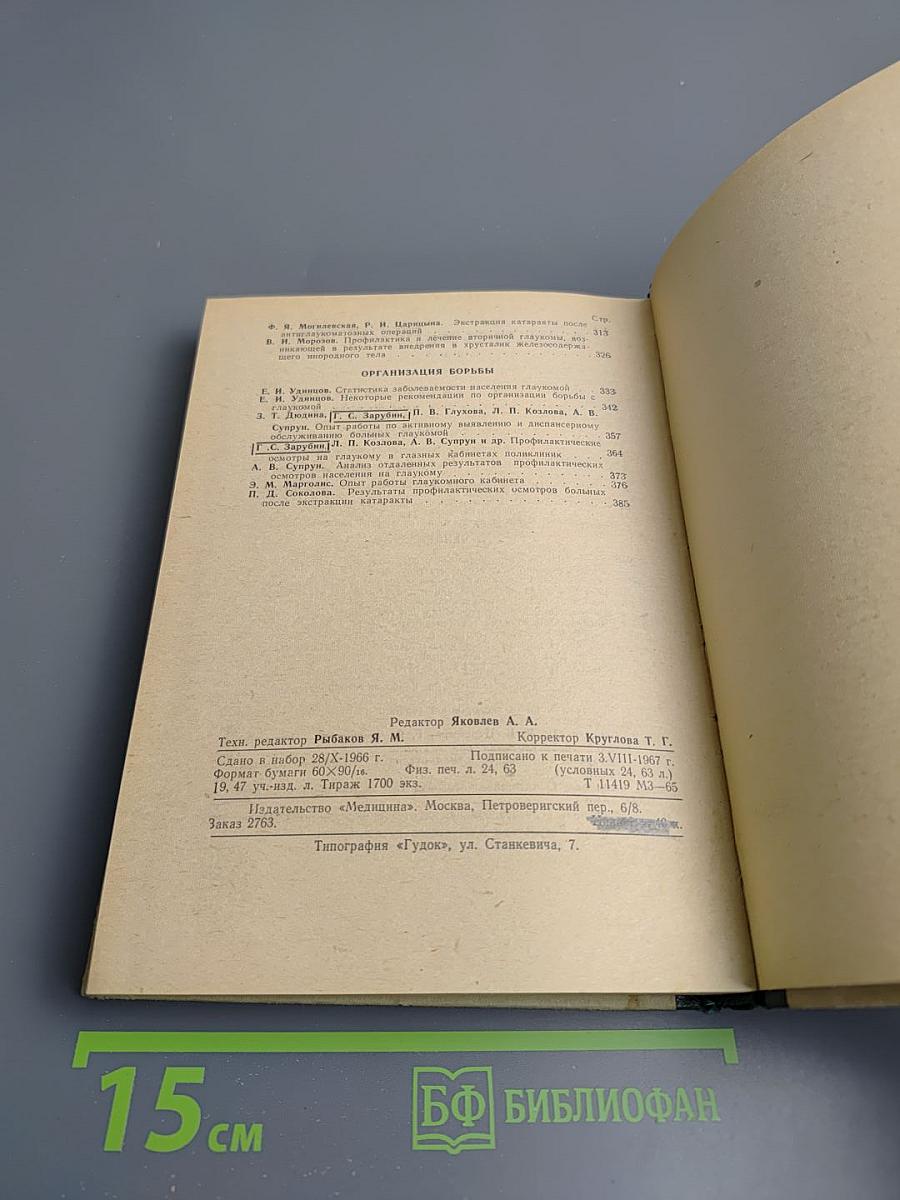 Стр.
Ф. Я. Могилевская, Р. И. Царицына. Экстракция катаракты после
антиглаукоматозных операций . . . . . . . . . . . . . . 313
В. И. Морозов. Профилактика и лечение вторичной глаукомы, воз-
никающей в результате внедрения в хрусталик железосодержа-
щего инородного тела . . . . . . . . . . . . . . . . 326
ОРГАНИЗАЦИЯ БОРЬБЫ
Е. И. Удинцов. Статистика заболеваемости населения глаукомой . . 333
Е. И. Удинцов. Некоторые рекомендации по организации борьбы с
глаукомой . . . . . . . . . . . . . . . . . . . . . . 342
З. Т. Дюдина, Г. С. Зарубин, П. В. Глухова, Л. П. Козлова, А. В.
Супрун. Опыт работы по активному выявлению и диспансерному
обслуживанию больных глаукомой . . . . . . . . . . . . 357
Г .С. Зарубин, Л. П. Козлова, А. В. Супрун и др. Профилактические
осмотры на глаукому в глазных кабинетах поликлиник . . . 364
А. В. Супрун. Анализ отдаленных результатов профилактических
осмотров населения на глаукому . . . . . . . . . . . . 373
Э. М. Марголис. Опыт работы глаукомного кабинета . . . . . . 376
П. Д. Соколова. Результаты профилактических осмотров больных
после экстракции катаракты . . . . . . . . . . . . . . 385
Редактор Яковлев А. А.
Техн. редактор Рыбаков Я. М. Корректор Круглова Т. Г.
Сдано в набор 28/X-1966 г. Подписано к печати 3.VIII-1967 г.
Формат бумаги 60×90/16. Физ. печ. л. 24, 63 (условных 24, 63 л.)
19, 47 уч.-изд. л. Тираж 1700 экз. Т 11419 МЗ—65
Издательство «Медицина». Москва, Петроверигский пер., 6/8.
Заказ 2763. к.
Типография «Гудок», ул. Станкевича, 7.
15 см
БФ БИБЛИОФАН